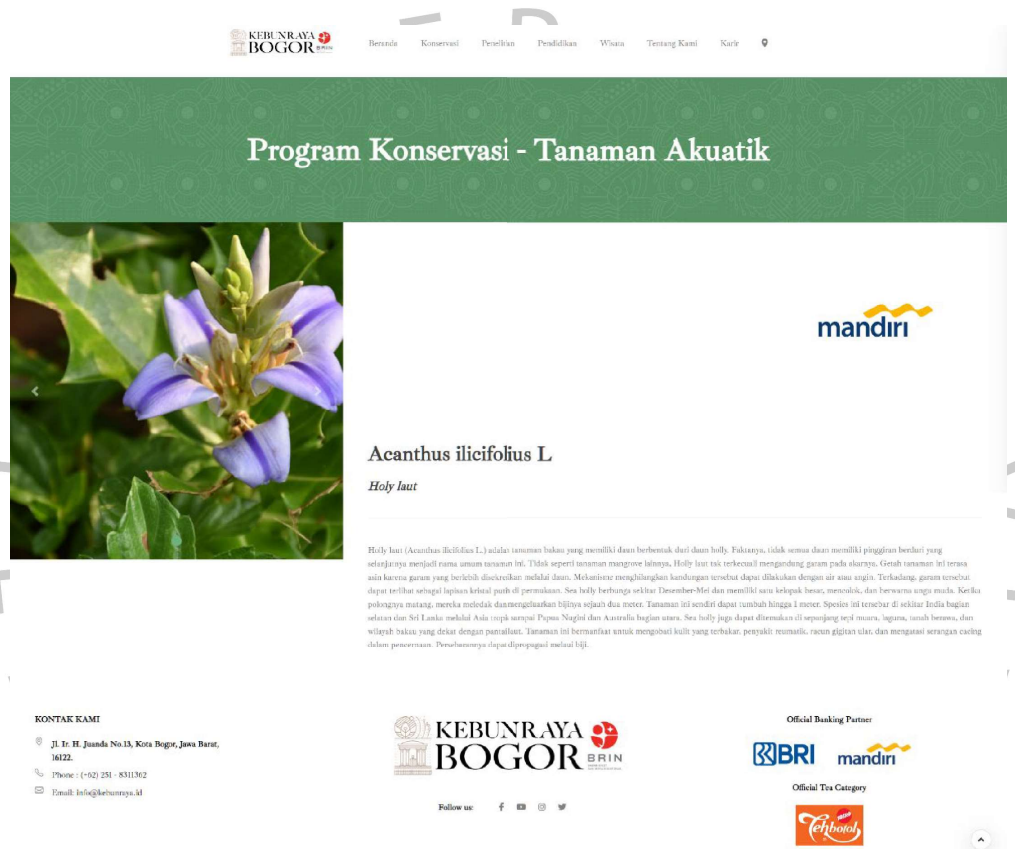 KEBUNRAYA
BOGOR BRIN
Beranda Konservasi Penelitian Pendidikan Wisata Tentang Kami Karir
Program Konservasi - Tanaman Akuatik
mandiri
Acanthus ilicifolius L
Holy laut
Holly laut (Acanthus ilicifolius L.) adalat tanaman bakau yang memiliki daun berbentuk duri daun holly. Faktanya, tidak semua daun memiliki pinggiran berduri yang
selanjutnya menjadi nama umum tanaman ini. Tidak seperti tanaman mangrove lainnya, Holly laut tak terkecuali mengandung garam pada akarnya. Getah tanaman ini terasa
asin karena garam yang berlebih disekresikan melalui daun. Mekanisme menghilangkan kandungan tersebut dapat dilakukan dengan air atau angin. Terkadang, garam tersebut
dapat terlihat sebagai lapisan kristal putih di permukaan. Sea holly berbunga sekitar Desember-Mei dan memiliki satu kelopak besar, mencolok, dan berwarna ungu muda. Ketika
polongnya matang, mereka meledak danmengeluarkan bijinya sejauh dua meter. Tanaman ini sendiri dapat tumbuh hingga 1 meter. Spesies ini tersebar di sekitar India bagian
selatan dan Sri Lanka melalui Asia tropik sampai Papua Nugini dan Australia bagian utara. Sea holly juga dapat ditemukan di sepanjang tepi muara, laguna, tanah berawa, dan
wilayah bakau yang dekat dengan pantailaut. Tanaman ini bermanfaat untuk mengobati kulit yang terbakar, penyakit reumatik, racun gigitan ular, dan mengatasi serangan cacing
dalam pencernaan. Persebarannya dapat dipropagasi melaui biji.
KONTAK KAMI
Jl. Ir. H. Juanda No.13, Kota Bogor, Jawa Barat,
16122.
Phone : (+62) 251 - 8311362
Email: info@kebunraya.id
KEBUNRAYA
BOGOR BRIN
Follow us:
Official Banking Partner
BRI mandiri
Official Tea Category
Tehbotol